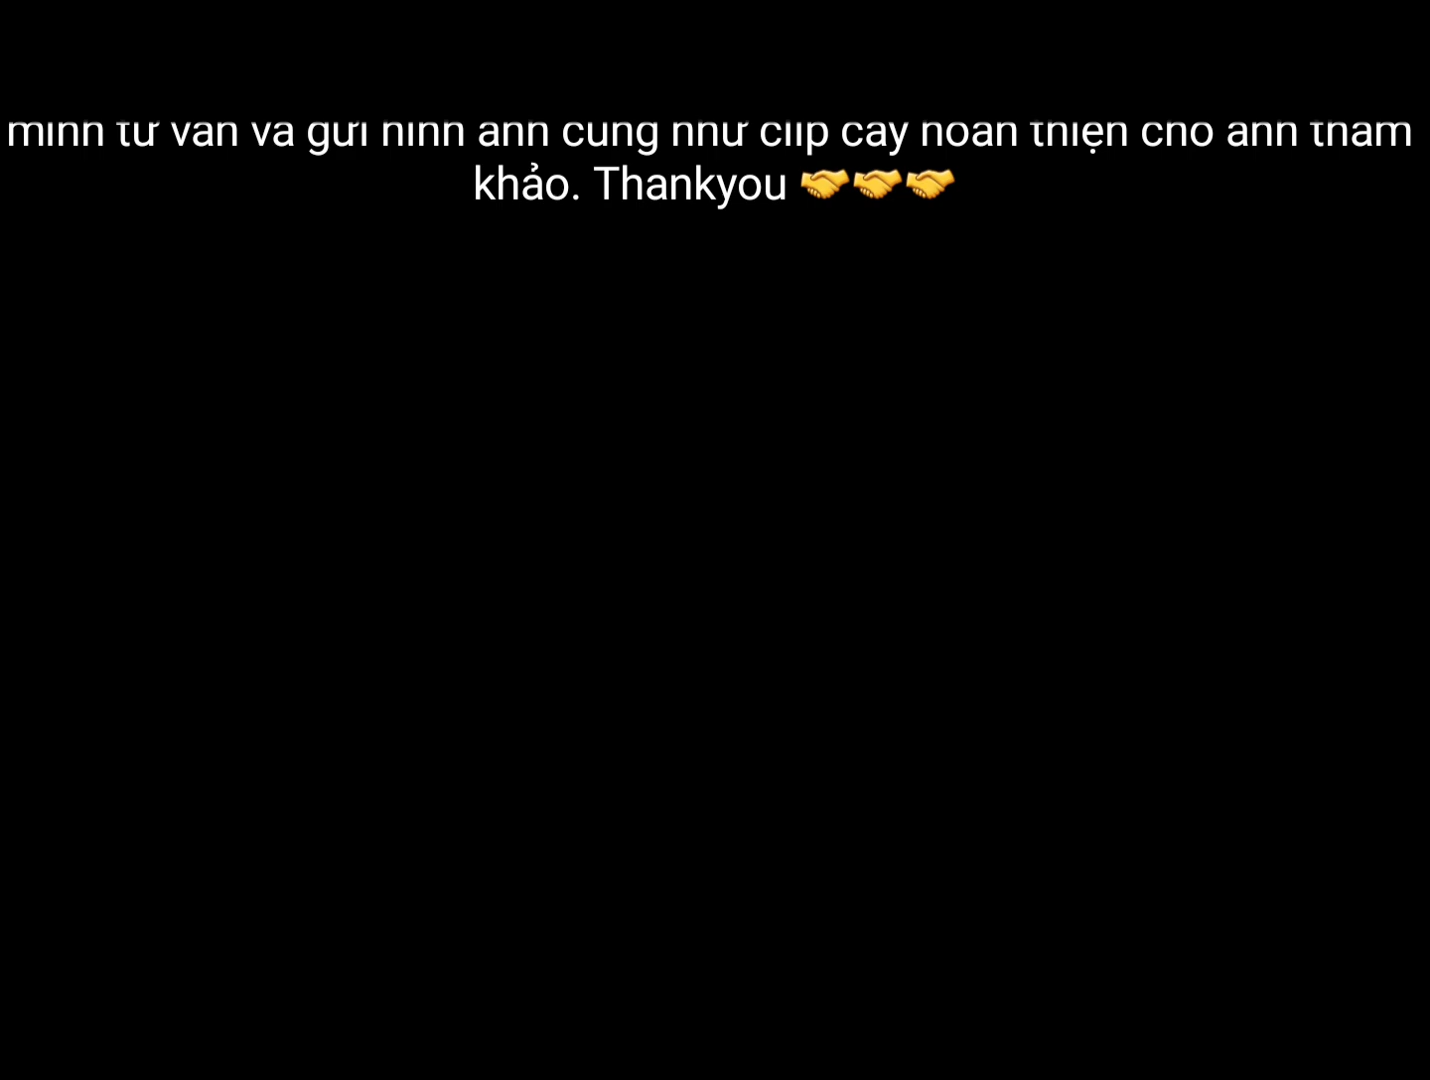 mình tư vấn và gửi hình ảnh cũng như clip cây hoàn thiện cho anh tham
khảo. Thankyou 🤝🤝🤝